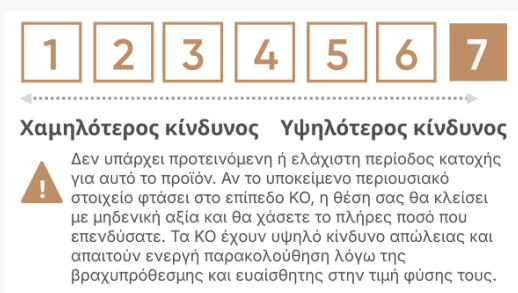 1 2 3 4 5 6 7
Χαμηλότερος κίνδυνος Υψηλότερος κίνδυνος
Δεν υπάρχει προτεινόμενη ή ελάχιστη περίοδος κατοχής
για αυτό το προϊόν. Αν το υποκείμενο περιουσιακό
στοιχείο φτάσει στο επίπεδο KO, η θέση σας θα κλείσει
με μηδενική αξία και θα χάσετε το πλήρες ποσό που
επενδύσατε. Τα KO έχουν υψηλό κίνδυνο απώλειας και
απαιτούν ενεργή παρακολούθηση λόγω της
βραχυπρόθεσμης και ευαίσθητης στην τιμή φύσης τους.